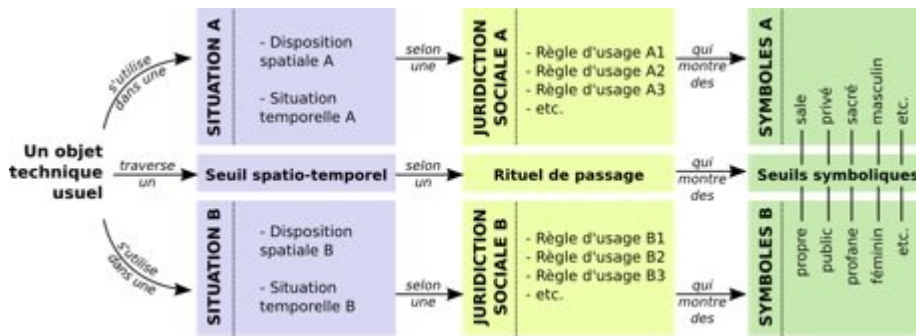 SITUATION A
- Disposition
spatiale A
- Situation
temporelle A
s'utilise
dans une
selon
une
JURIDICTION
SOCIALE A
- Règle d'usage A1
- Règle d'usage A2
- Règle d'usage A3
- etc.
qui
montre
des
SYMBOLES A
sale
privé
sacré
masculin
etc.
Un objet
technique
usuel
traverse
un
Seuil spatio-temporel
selon
un
Rituel de passage
qui
montre
des
Seuils symboliques
s'utilise
dans une
SITUATION B
- Disposition
spatiale B
- Situation
temporelle B
selon
une
JURIDICTION
SOCIALE B
- Règle d'usage B1
- Règle d'usage B2
- Règle d'usage B3
- etc.
qui
montre
des
SYMBOLES B
propre
public
profane
féminin
etc.